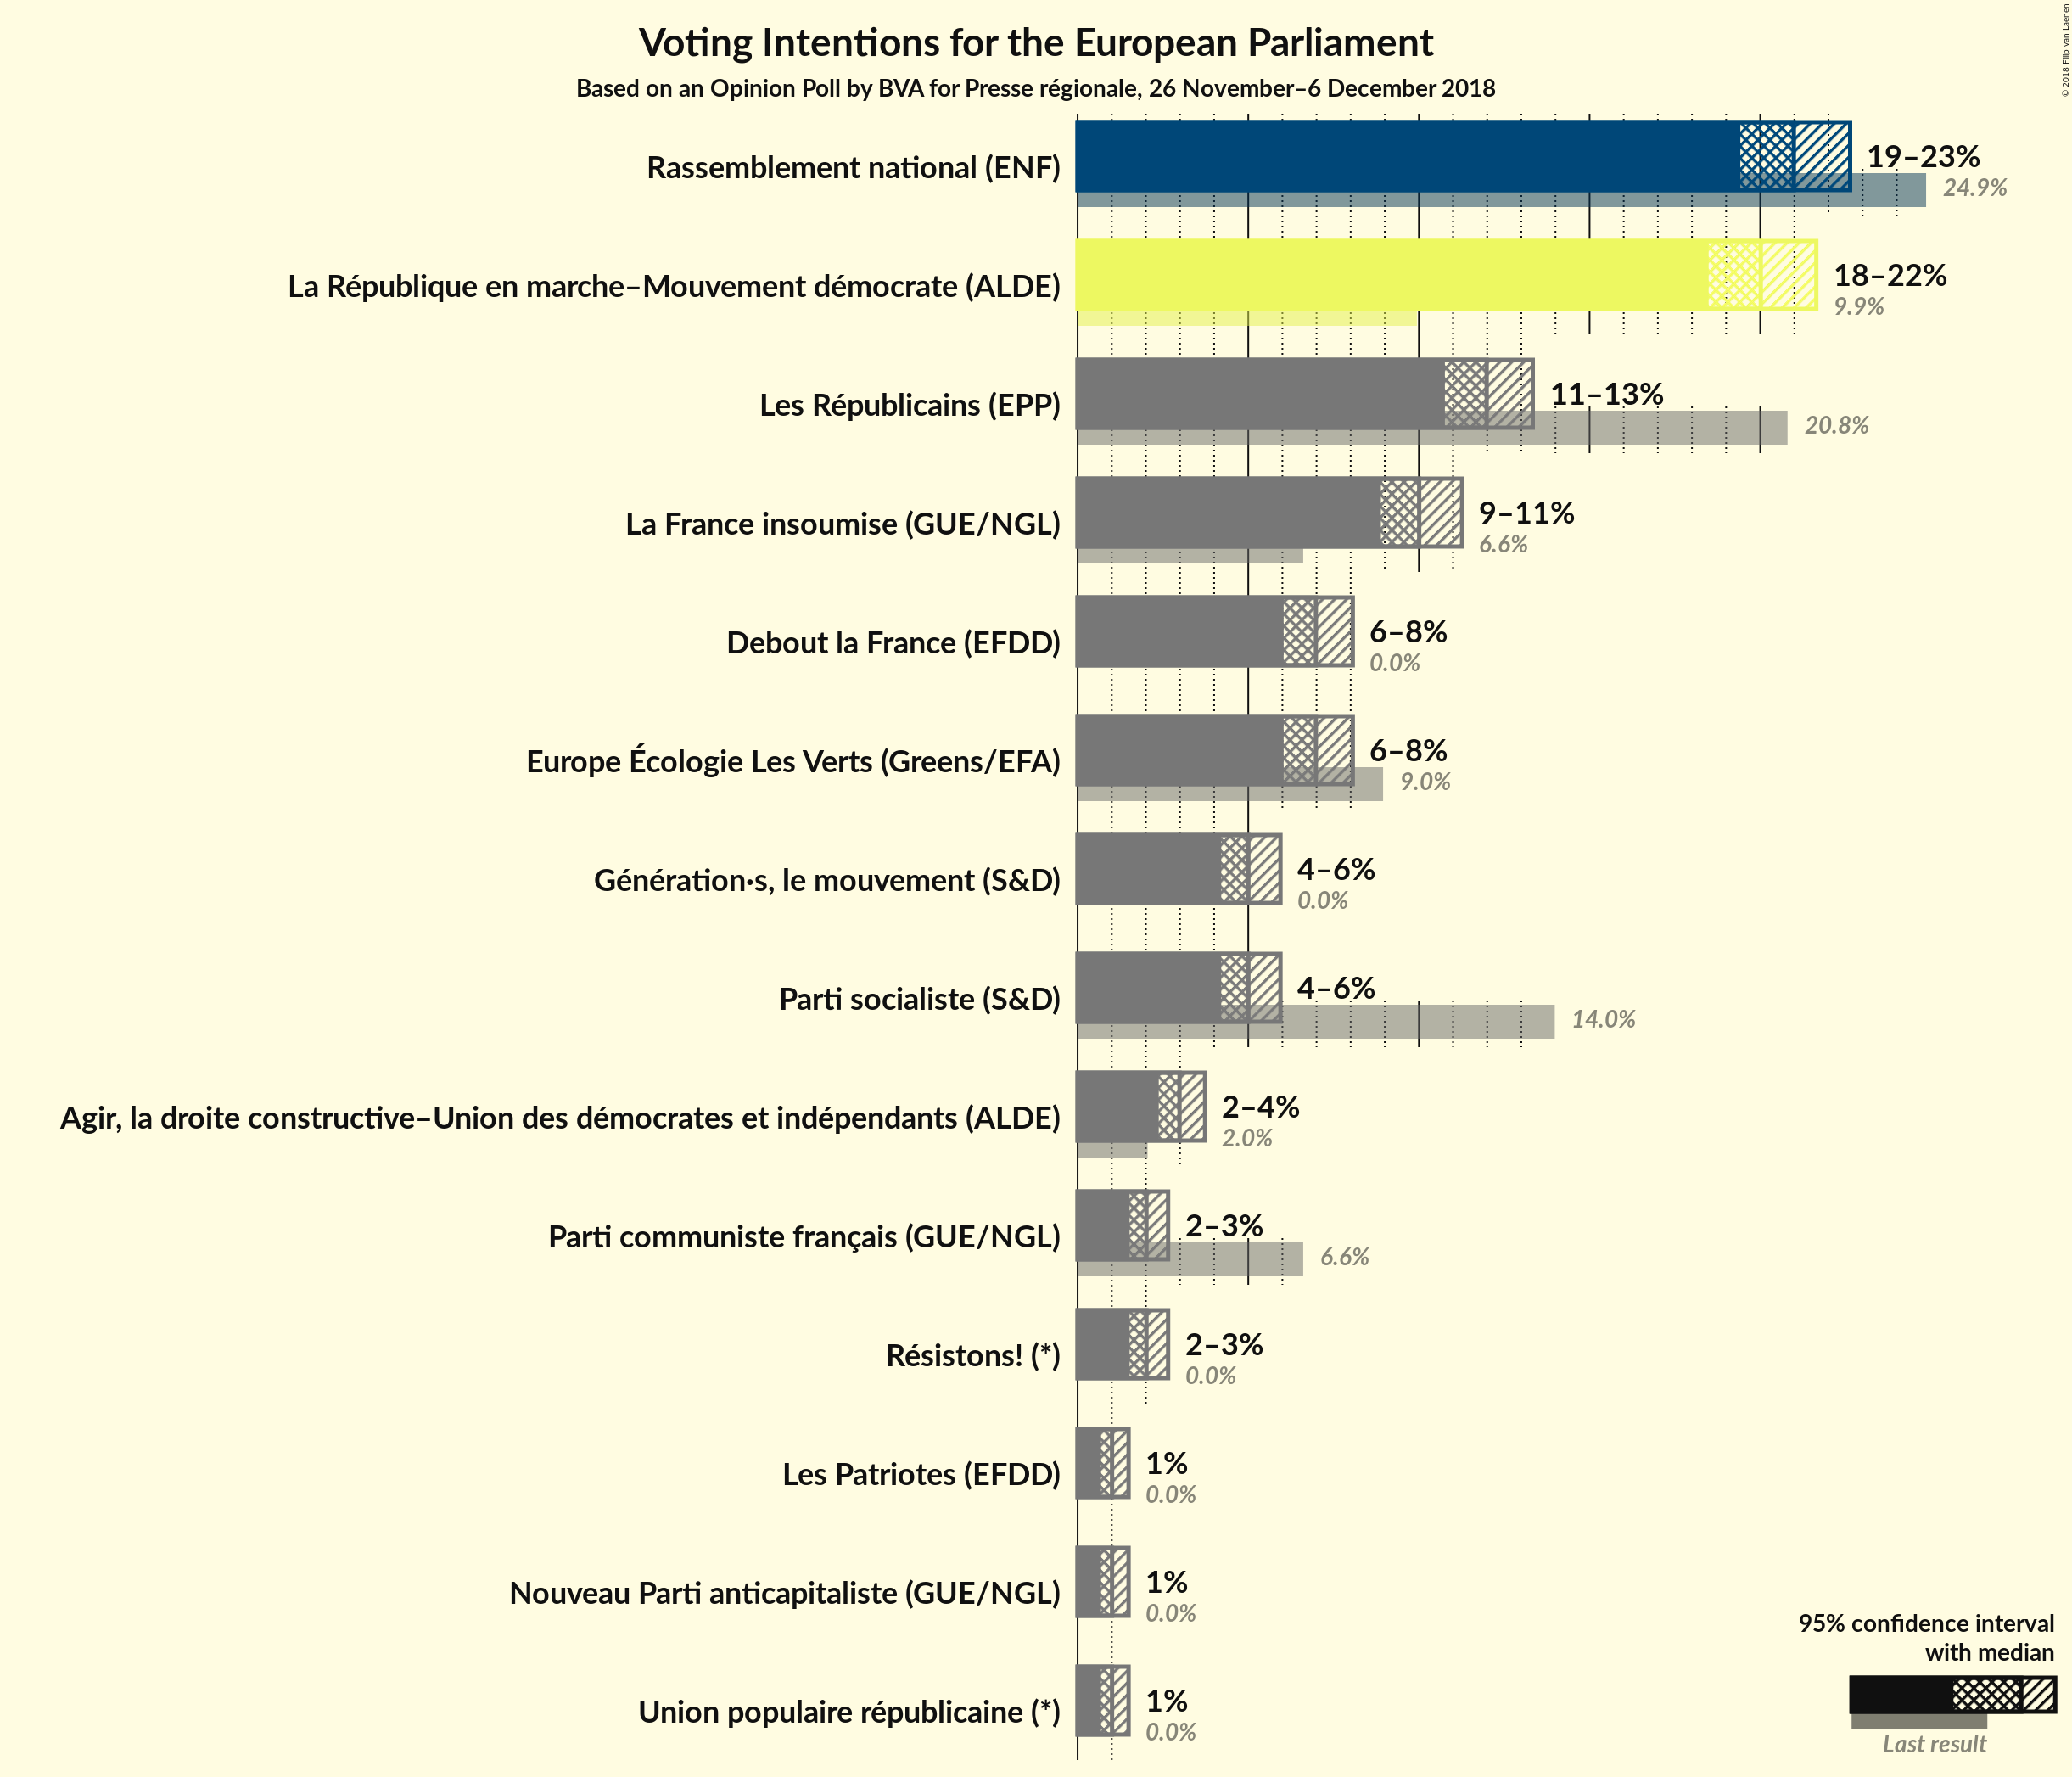 Voting Intentions for the European Parliament
Based on an Opinion Poll by BVA for Presse régionale, 26 November–6 December 2018
© 2018 Filip van Laenen
Rassemblement national (ENF)
19–23%
24.9%
La République en marche–Mouvement démocrate (ALDE)
18–22%
9.9%
Les Républicains (EPP)
11–13%
20.8%
La France insoumise (GUE/NGL)
9–11%
6.6%
Debout la France (EFDD)
6–8%
0.0%
Europe Écologie Les Verts (Greens/EFA)
6–8%
9.0%
Génération·s, le mouvement (S&D)
4–6%
0.0%
Parti socialiste (S&D)
4–6%
14.0%
Agir, la droite constructive–Union des démocrates et indépendants (ALDE)
2–4%
2.0%
Parti communiste français (GUE/NGL)
2–3%
6.6%
Résistons! (*)
2–3%
0.0%
Les Patriotes (EFDD)
1%
0.0%
Nouveau Parti anticapitaliste (GUE/NGL)
1%
0.0%
Union populaire républicaine (*)
1%
0.0%
95% confidence interval
with median
Last result